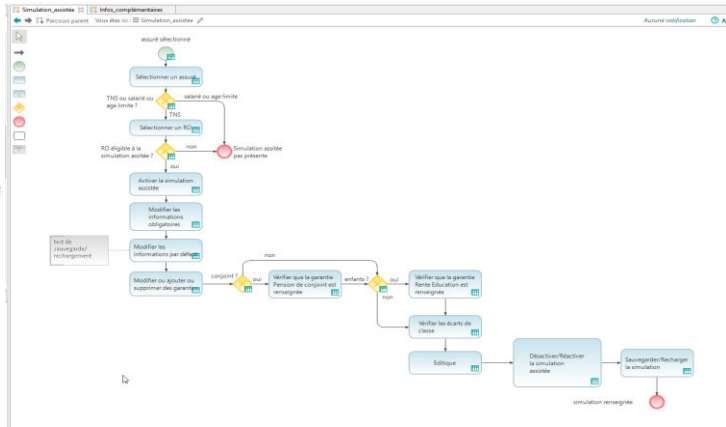 Simulation_assistée
Infos_complémentaires
Parcours parent
Vous êtes ici :
Simulation_assistée
Aucune notification
assuré sélectionné
Sélectionner un assuré
TNS ou salarié ou
age limite ?
salarié ou age limite
TNS
Sélectionner un RO
RO éligible à la
simulation assitée ?
non
Simulation assitée
pas présente
oui
Activer la simulation
assistée
Modifier les
informations
obligatoires
test de
sauvegarde/
rechargement
Modifier les
informations par défaut
Modifier ou ajouter ou
supprimer des garanties
conjoint ?
non
oui
Vérifier que la garantie
Pension de conjoint est
renseignée
enfants ?
oui
non
Vérifier que la garantie
Rente Education est
renseignée
Vérifier les écarts de
classe
Editique
Désactiver/Réactiver
la simulation
assistée
Sauvegarder/Recharger
la simulation
simulation renseignée